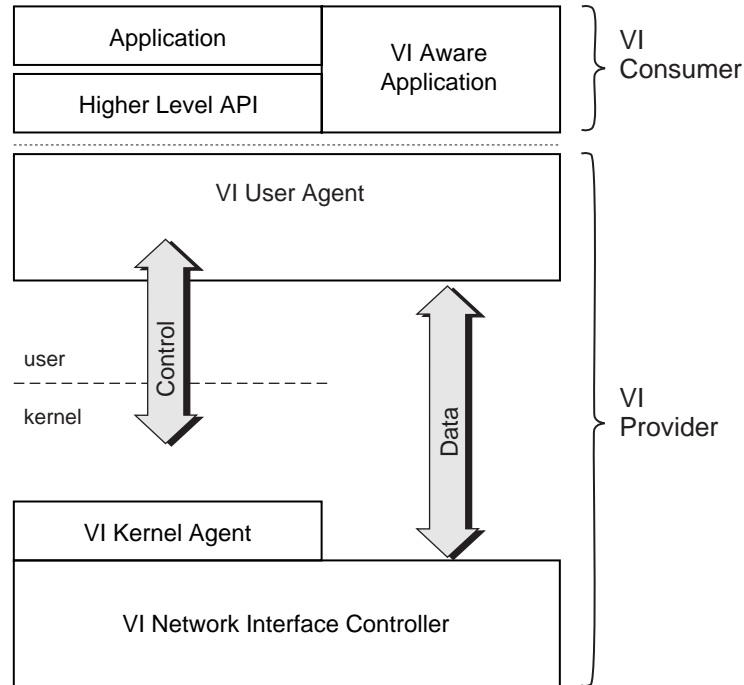 Application
Higher Level API
VI Aware
Application
VI
Consumer
VI User Agent
Control
user
kernel
Data
VI
Provider
VI Kernel Agent
VI Network Interface Controller